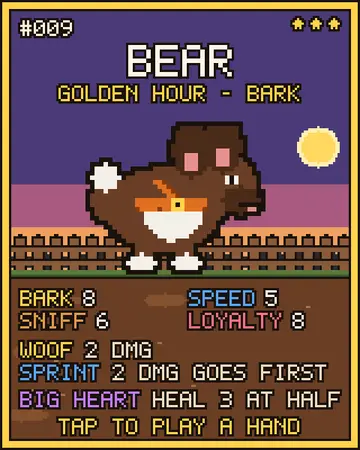 #009
BEAR
GOLDEN HOUR - BARK
BARK 8 SPEED 5
SNIFF 6 LOYALTY 8
WOOF 2 DMG
SPRINT 2 DMG GOES FIRST
BIG HEART HEAL 3 AT HALF
TAP TO PLAY A HAND